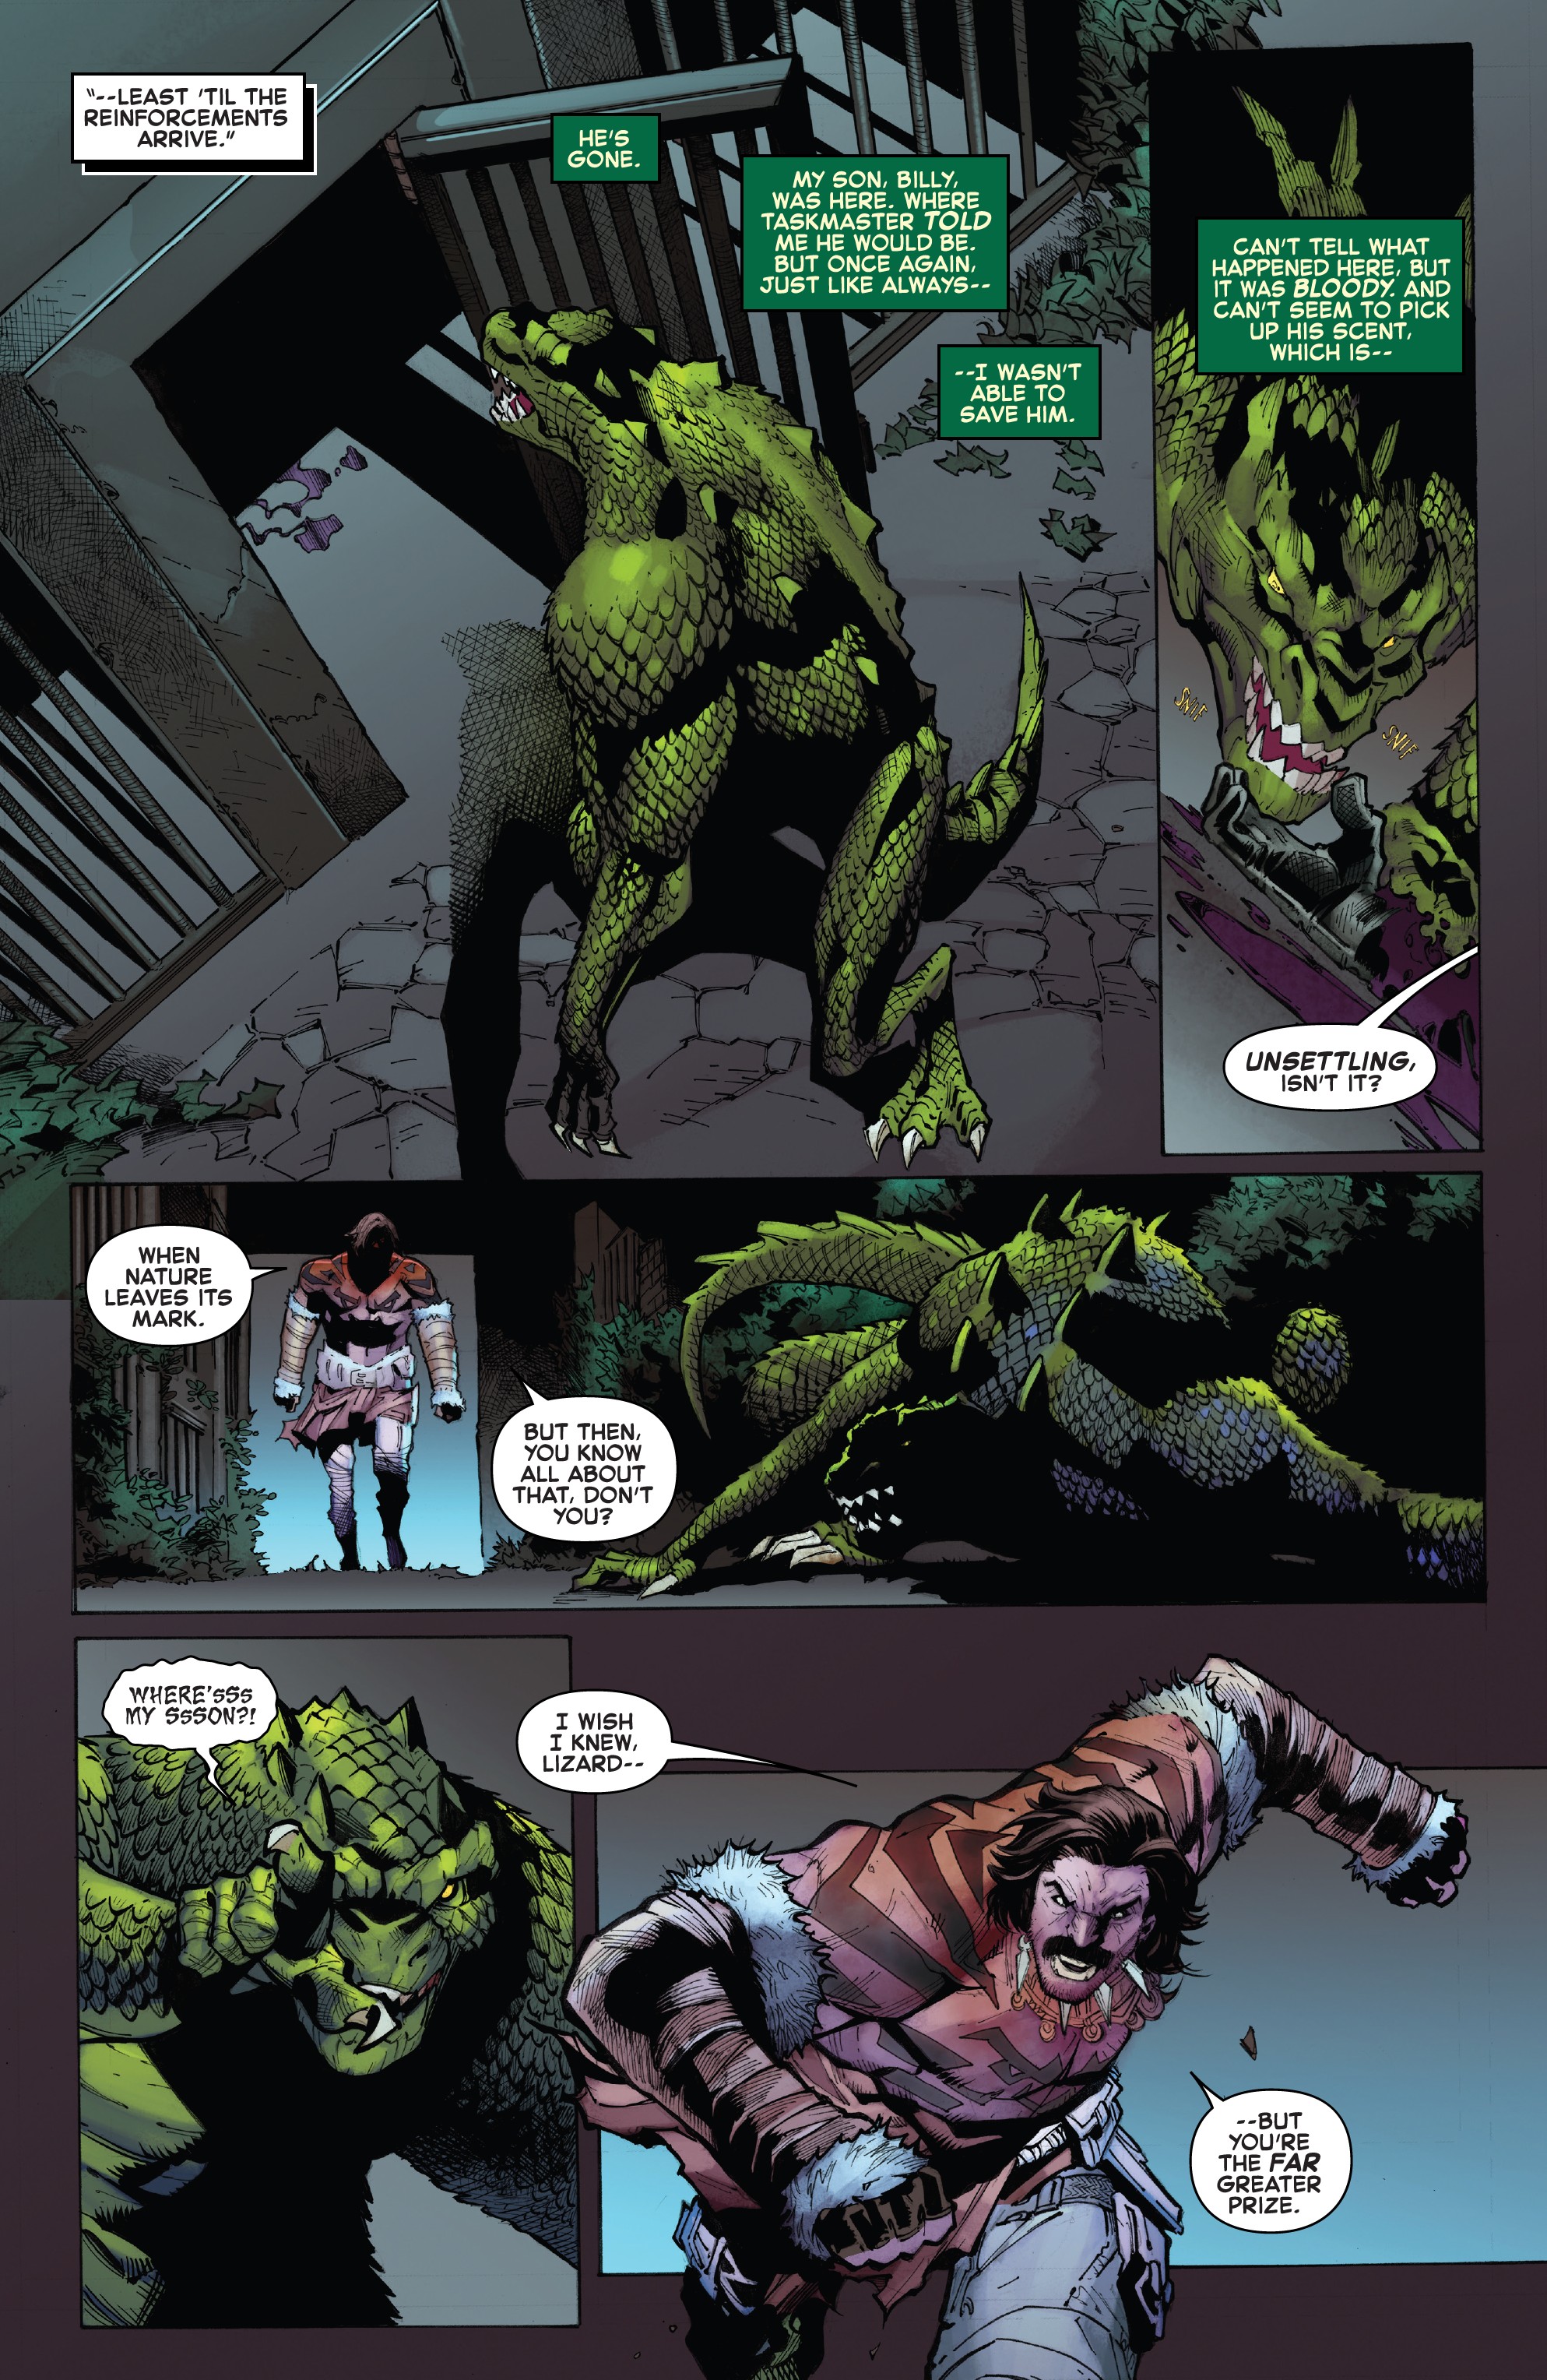 "--LEAST 'TIL THE
REINFORCEMENTS
ARRIVE."
HE'S
GONE.
MY SON, BILLY,
WAS HERE. WHERE
TASKMASTER TOLD
ME HE WOULD BE.
BUT ONCE AGAIN,
JUST LIKE ALWAYS--
--I WASN'T
ABLE TO
SAVE HIM.
CAN'T TELL WHAT
HAPPENED HERE, BUT
IT WAS BLOODY. AND
CAN'T SEEM TO PICK
UP HIS SCENT,
WHICH IS--
SNIF
SNIF
UNSETTLING,
ISN'T IT?
WHEN
NATURE
LEAVES ITS
MARK.
BUT THEN,
YOU KNOW
ALL ABOUT
THAT, DON'T
YOU?
WHERE'SSS
MY SSSON?!
I WISH
I KNEW,
LIZARD--
--BUT
YOU'RE
THE FAR
GREATER
PRIZE.